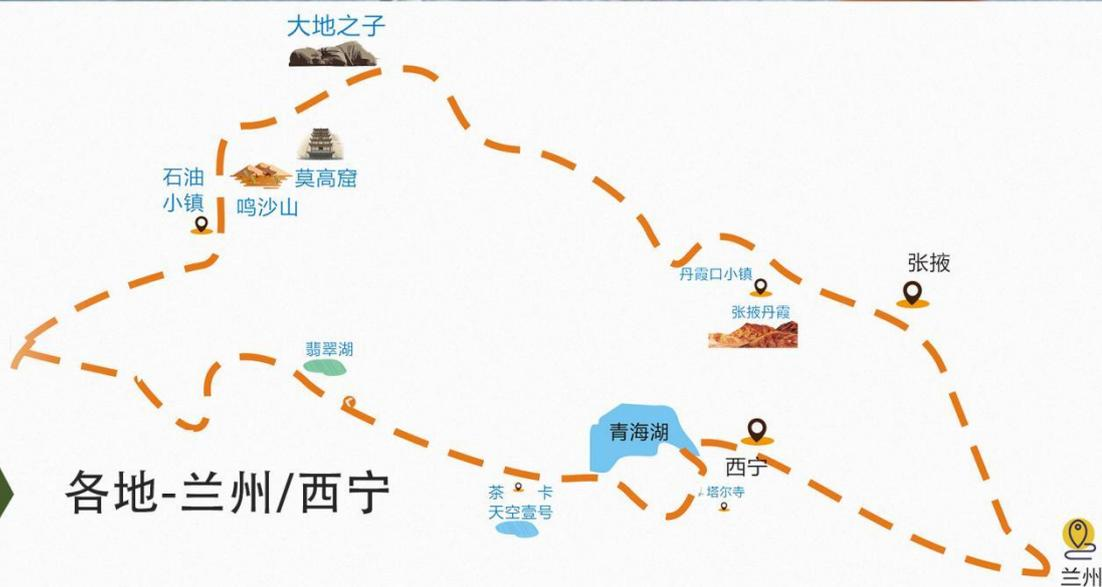 大地之子
石油
小镇
莫高窟
鸣沙山
张掖
丹霞口小镇
张掖丹霞
翡翠湖
青海湖
西宁
各地-兰州/西宁
茶 卡
天空壹号
塔尔寺
兰州